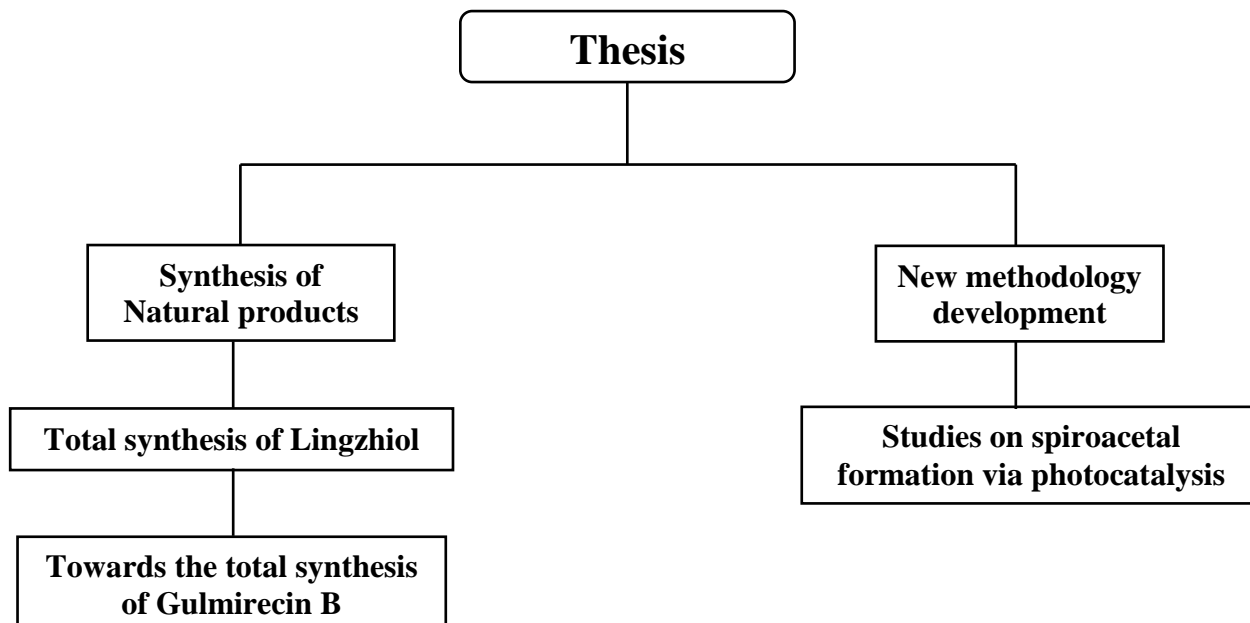 Thesis
Synthesis of
Natural products
New methodology
development
Total synthesis of Lingzhiol
Studies on spiroacetal
formation via photocatalysis
Towards the total synthesis
of Gulmirecin B